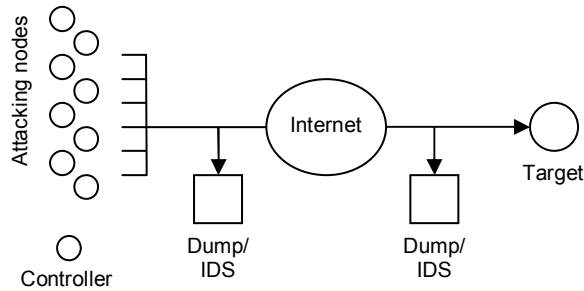 Attacking nodes
Internet
Target
Dump/
IDS
Dump/
IDS
Controller